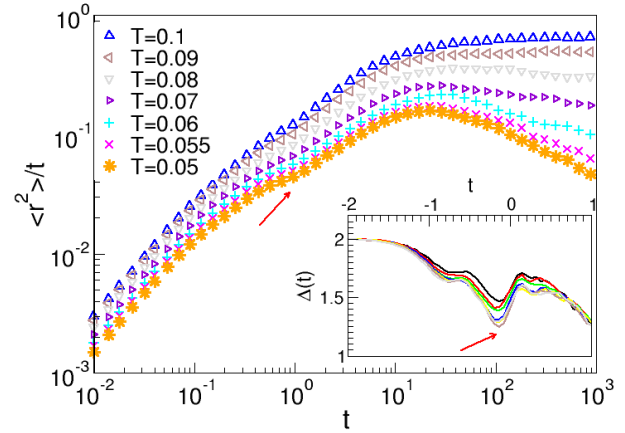 10^0
T=0.1
T=0.09
T=0.08
T=0.07
T=0.06
T=0.055
T=0.05
10^-1
<r^2>/t
10^-2
10^-3
t
-2 -1 0 1
2
Δ(t)
1.5
1
10^-2 10^-1 10^0 10^1 10^2 10^3
t